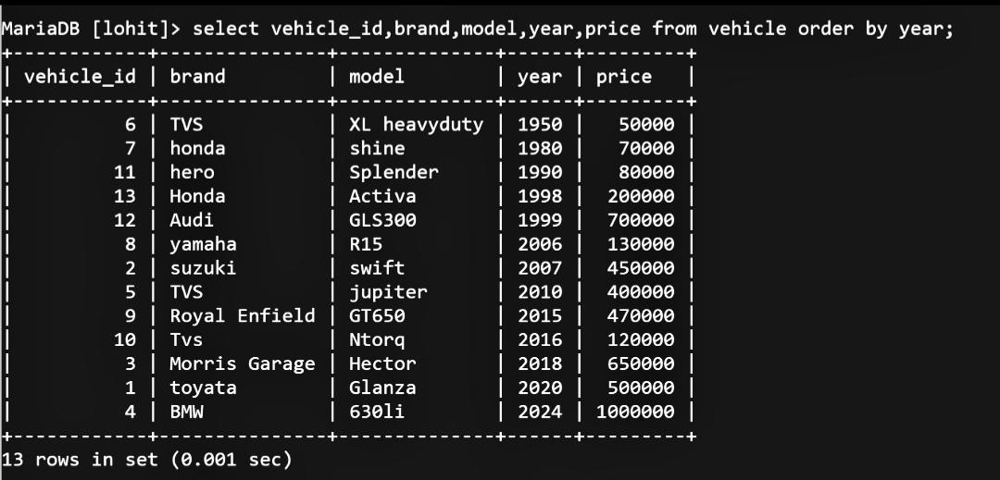 MariaDB [lohit]> select vehicle_id,brand,model,year,price from vehicle order by year;
+------------+---------------+--------------+------+---------+
| vehicle_id | brand         | model        | year | price   |
+------------+---------------+--------------+------+---------+
|          6 | TVS           | XL heavyduty | 1950 |   50000 |
|          7 | honda         | shine        | 1980 |   70000 |
|         11 | hero          | Splender     | 1990 |   80000 |
|         13 | Honda         | Activa       | 1998 |  200000 |
|         12 | Audi          | GLS300       | 1999 |  700000 |
|          8 | yamaha        | R15          | 2006 |  130000 |
|          2 | suzuki        | swift        | 2007 |  450000 |
|          5 | TVS           | jupiter      | 2010 |  400000 |
|          9 | Royal Enfield | GT650        | 2015 |  470000 |
|         10 | Tvs           | Ntorq        | 2016 |  120000 |
|          3 | Morris Garage | Hector       | 2018 |  650000 |
|          1 | toyata        | Glanza       | 2020 |  500000 |
|          4 | BMW           | 630li        | 2024 | 1000000 |
+------------+---------------+--------------+------+---------+
13 rows in set (0.001 sec)